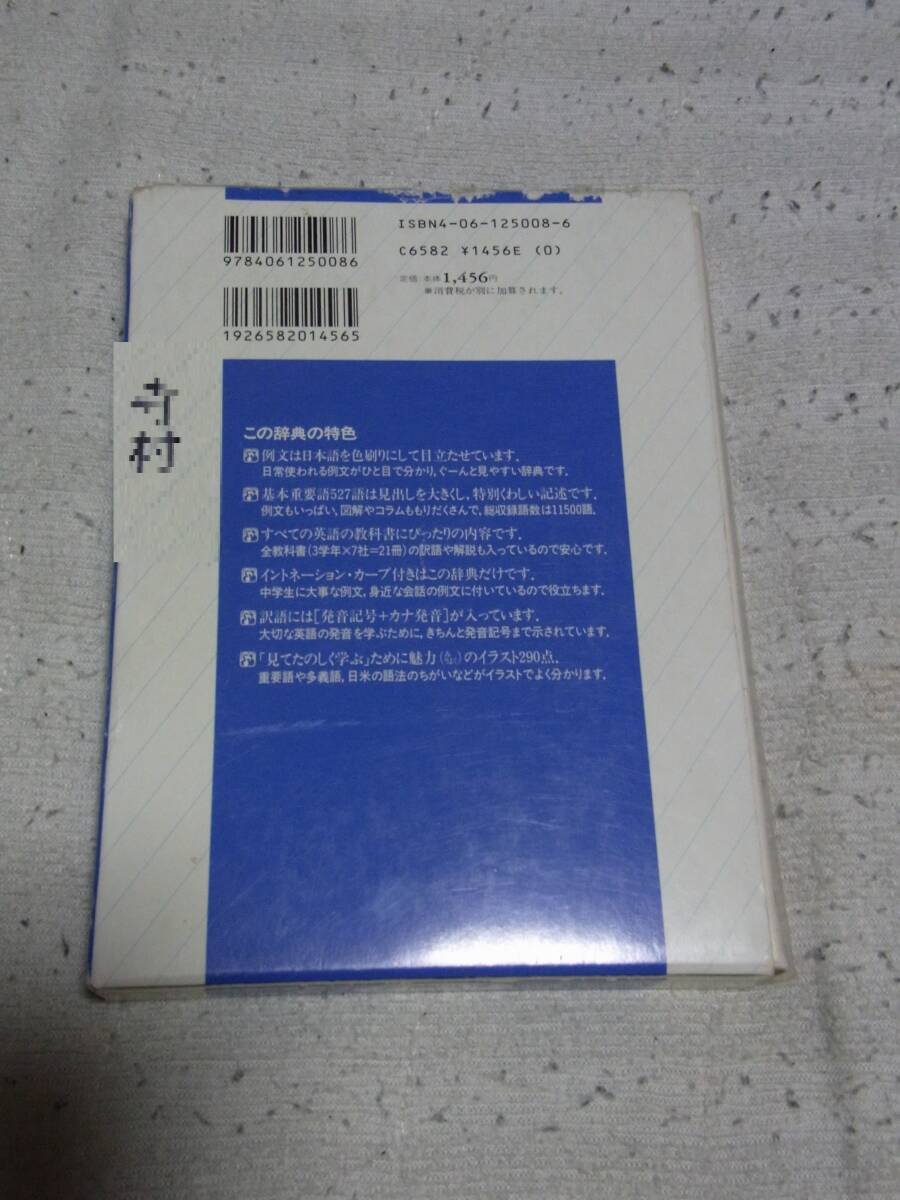 ISBN4-06-125008-6
C6582 ¥1456E (0)
定価 本体1,456円
※消費税が別に加算されます。
9784061250086
1926582014565
寺村
この辞典の特色
例文は日本語を色刷りにして目立たせています.
日常使われる例文がひと目で分かり,ぐーんと見やすい辞典です.
基本重要語527語は見出しを大きくし,特別くわしい記述です.
例文もいっぱい,図解やコラムももりだくさんで,総収録語数は11500語.
すべての英語の教科書にぴったりの内容です.
全教科書(3学年×7社=21冊)の訳語や解説も入っているので安心です.
イントネーション・カーブ付きはこの辞典だけです.
中学生に大事な例文,身近な会話の例文に付いているので役立ちます.
訳語には[発音記号+カナ発音]が入っています.
大切な英語の発音を学ぶために,きちんと発音記号まで示されています.
「見てたのしく学ぶ」ために魅力のイラスト290点.
重要語や多義語,日米の語法のちがいなどがイラストでよく分かります.